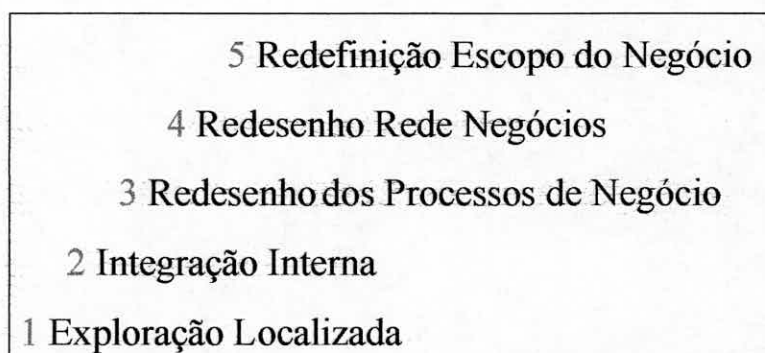 5 Redefinição Escopo do Negócio
4 Redesenho Rede Negócios
3 Redesenho dos Processos de Negócio
2 Integração Interna
1 Exploração Localizada